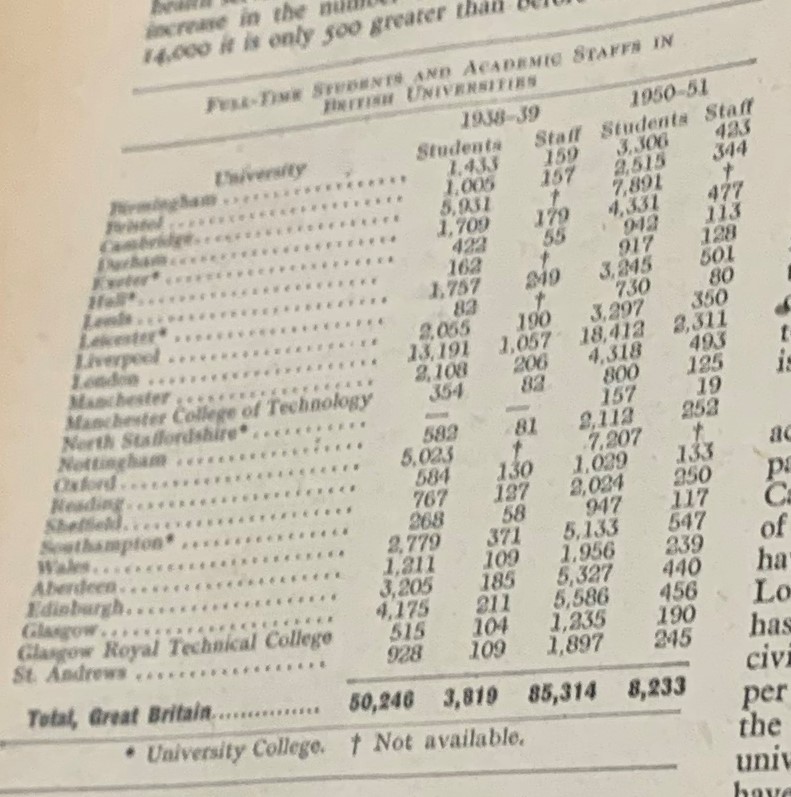 increase in the
14,000 it is only 500 greater than
FULL-TIME STUDENTS AND ACADEMIC STAFFS IN
BRITISH UNIVERSITIES
1938-39 1950-51
University Students Staff Students Staff
Birmingham 1,433 159 3,306 423
Bristol 1,005 157 2,515 344
Cambridge 5,931 † 7,891 †
Durham 1,709 179 4,331 477
Exeter* 422 55 942 113
Hull* 162 † 917 128
Leeds 1,757 249 3,245 501
Leicester* 82 † 730 80
Liverpool 2,055 190 3,297 350
London 13,191 1,057 18,412 2,311
Manchester 2,108 206 4,318 493
Manchester College of Technology 354 82 800 125
North Staffordshire* — — 157 19
Nottingham 582 81 2,112 252
Oxford 5,023 † 7,207 †
Reading 584 130 1,029 133
Sheffield 767 127 2,024 250
Southampton* 268 58 947 117
Wales 2,779 371 5,133 547
Aberdeen 1,211 109 1,956 239
Edinburgh 3,205 185 5,327 440
Glasgow 4,175 211 5,586 456
Glasgow Royal Technical College 515 104 1,235 190
St. Andrews 928 109 1,897 245
Total, Great Britain 50,246 3,819 85,314 8,233
* University College. † Not available.
of
Lo
has
civi
per
the
univ
have